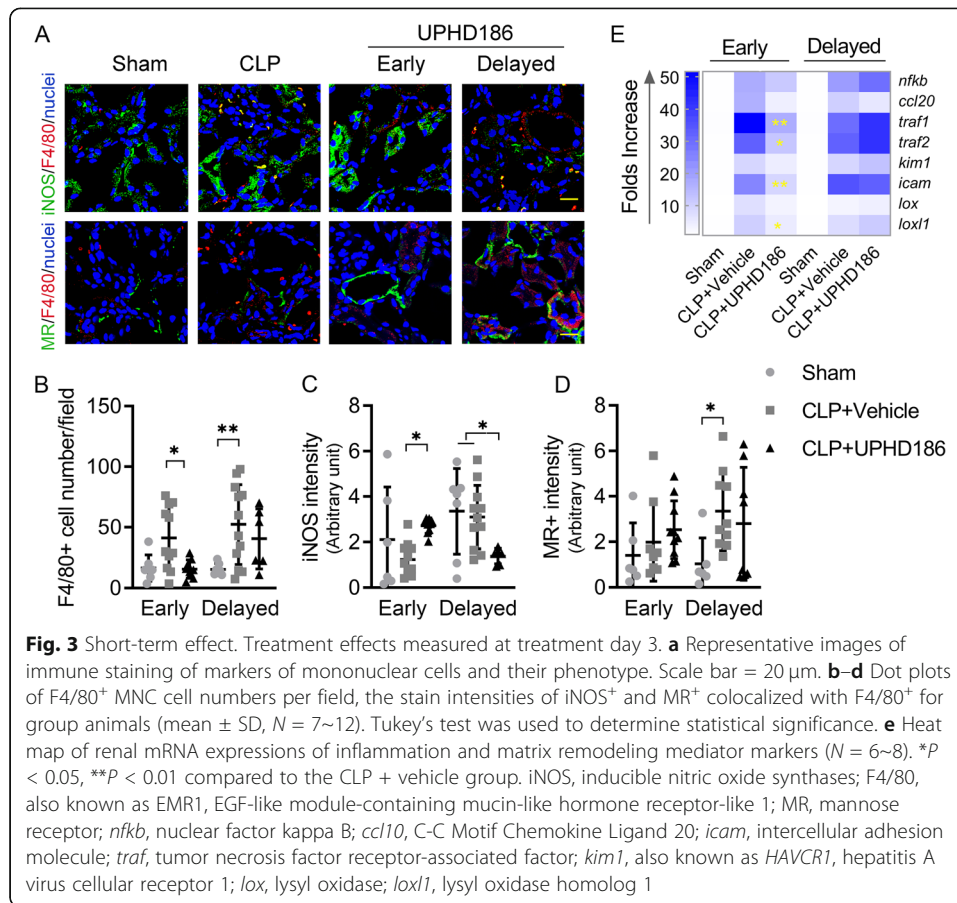 A
UPHD186
Sham
CLP
Early
Delayed
iNOS/F4/80/nuclei
MR/F4/80/nuclei
E
Early
Delayed
Folds Increase
50
40
30
20
10
nfkb
ccl20
traf1
traf2
kim1
icam
lox
loxl1
**
*
**
*
Sham
CLP+Vehicle
CLP+UPHD186
Sham
CLP+Vehicle
CLP+UPHD186
B
F4/80+ cell number/field
150
100
50
0
*
**
Early
Delayed
C
iNOS intensity
(Arbitrary unit)
8
6
4
2
0
*
*
Early
Delayed
D
MR+ intensity
(Arbitrary unit)
8
6
4
2
0
*
Early
Delayed
Sham
CLP+Vehicle
CLP+UPHD186
Fig. 3 Short-term effect. Treatment effects measured at treatment day 3. a Representative images of
immune staining of markers of mononuclear cells and their phenotype. Scale bar = 20 μm. b–d Dot plots
of F4/80⁺ MNC cell numbers per field, the stain intensities of iNOS⁺ and MR⁺ colocalized with F4/80⁺ for
group animals (mean ± SD, N = 7~12). Tukey's test was used to determine statistical significance. e Heat
map of renal mRNA expressions of inflammation and matrix remodeling mediator markers (N = 6~8). *P
< 0.05, **P < 0.01 compared to the CLP + vehicle group. iNOS, inducible nitric oxide synthases; F4/80,
also known as EMR1, EGF-like module-containing mucin-like hormone receptor-like 1; MR, mannose
receptor; nfkb, nuclear factor kappa B; ccl10, C-C Motif Chemokine Ligand 20; icam, intercellular adhesion
molecule; traf, tumor necrosis factor receptor-associated factor; kim1, also known as HAVCR1, hepatitis A
virus cellular receptor 1; lox, lysyl oxidase; loxl1, lysyl oxidase homolog 1